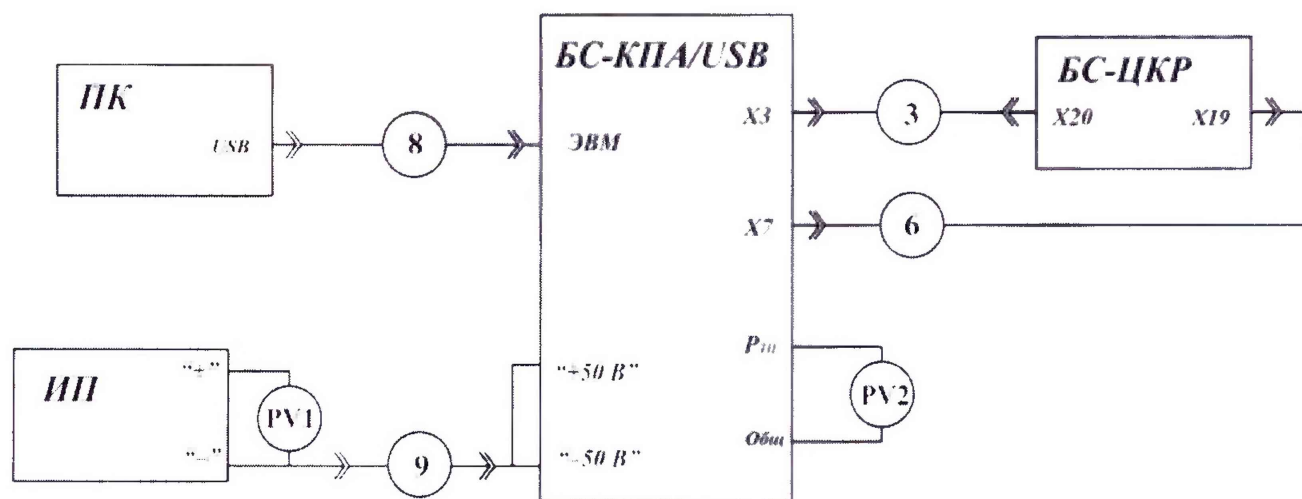 ПК
USB
8
БС-КПА/USB
ЭВМ
X3
3
БС-ЦКР
X20
X19
X7
6
ИП
"+"
PV1
"–"
9
"+50 В"
"–50 В"
Общ
PV2